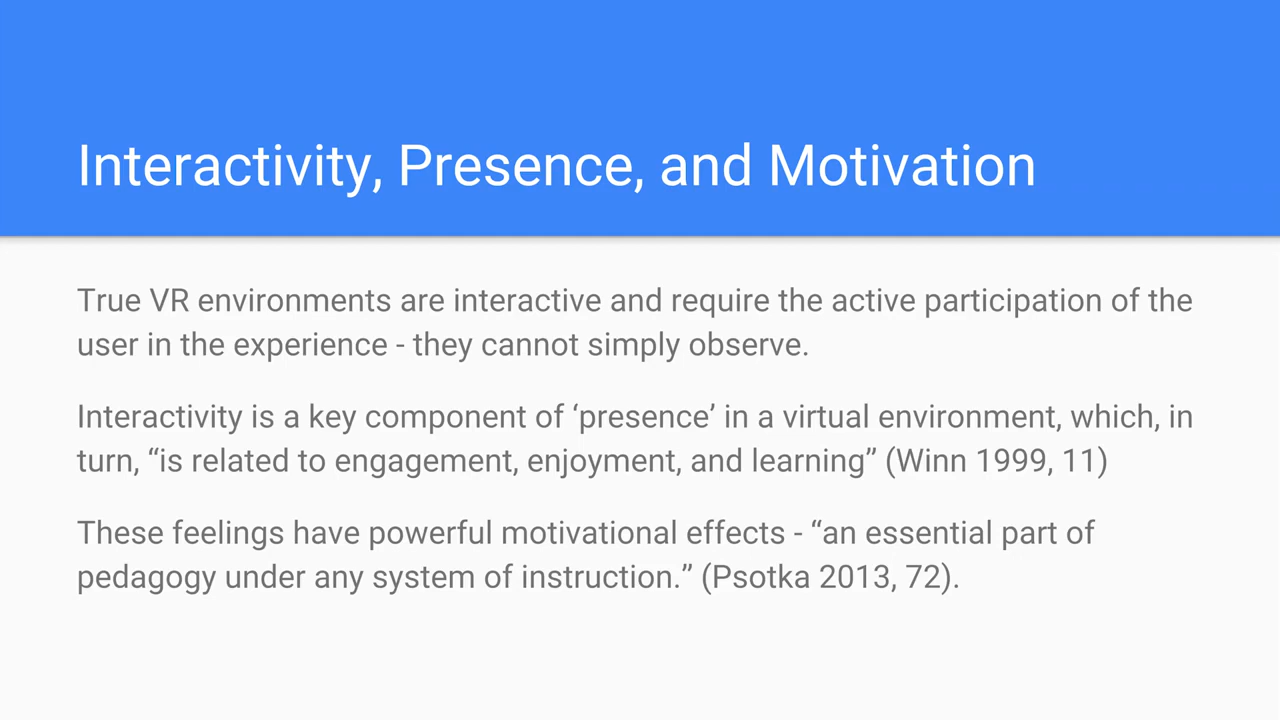 Interactivity, Presence, and Motivation
True VR environments are interactive and require the active participation of the
user in the experience - they cannot simply observe.
Interactivity is a key component of ‘presence’ in a virtual environment, which, in
turn, “is related to engagement, enjoyment, and learning” (Winn 1999, 11)
These feelings have powerful motivational effects - “an essential part of
pedagogy under any system of instruction.” (Psotka 2013, 72).